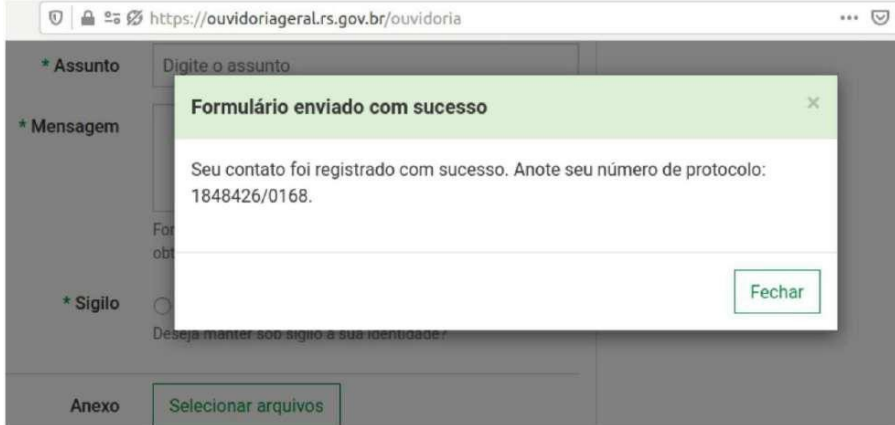 https://ouvidoriageral.rs.gov.br/ouvidoria
* Assunto
Digite o assunto
Formulário enviado com sucesso
×
* Mensagem
Seu contato foi registrado com sucesso. Anote seu número de protocolo:
1848426/0168.
For
obt
* Sigilo
Fechar
Deseja manter sob sigilo a sua identidade?
Anexo
Selecionar arquivos